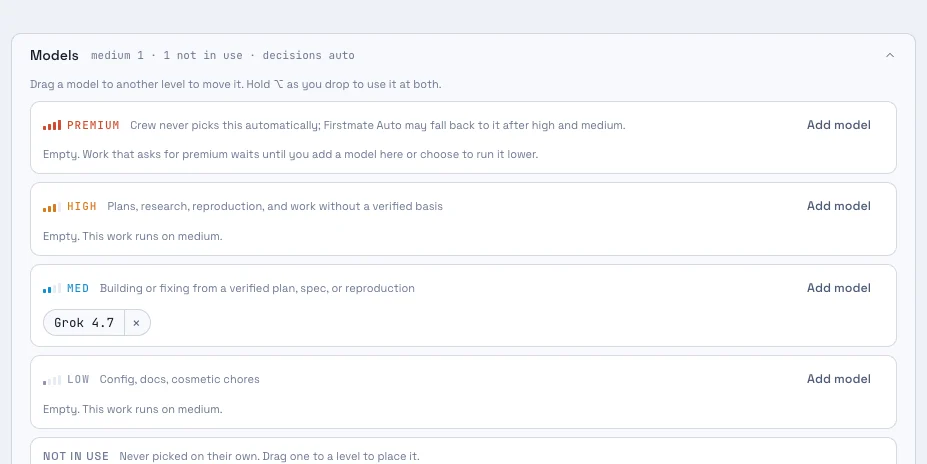 Models medium 1 · 1 not in use · decisions auto
Drag a model to another level to move it. Hold ⌥ as you drop to use it at both.
PREMIUM Crew never picks this automatically; Firstmate Auto may fall back to it after high and medium. Add model
Empty. Work that asks for premium waits until you add a model here or choose to run it lower.
HIGH Plans, research, reproduction, and work without a verified basis Add model
Empty. This work runs on medium.
MED Building or fixing from a verified plan, spec, or reproduction Add model
Grok 4.7 ×
LOW Config, docs, cosmetic chores Add model
Empty. This work runs on medium.
NOT IN USE Never picked on their own. Drag one to a level to place it.